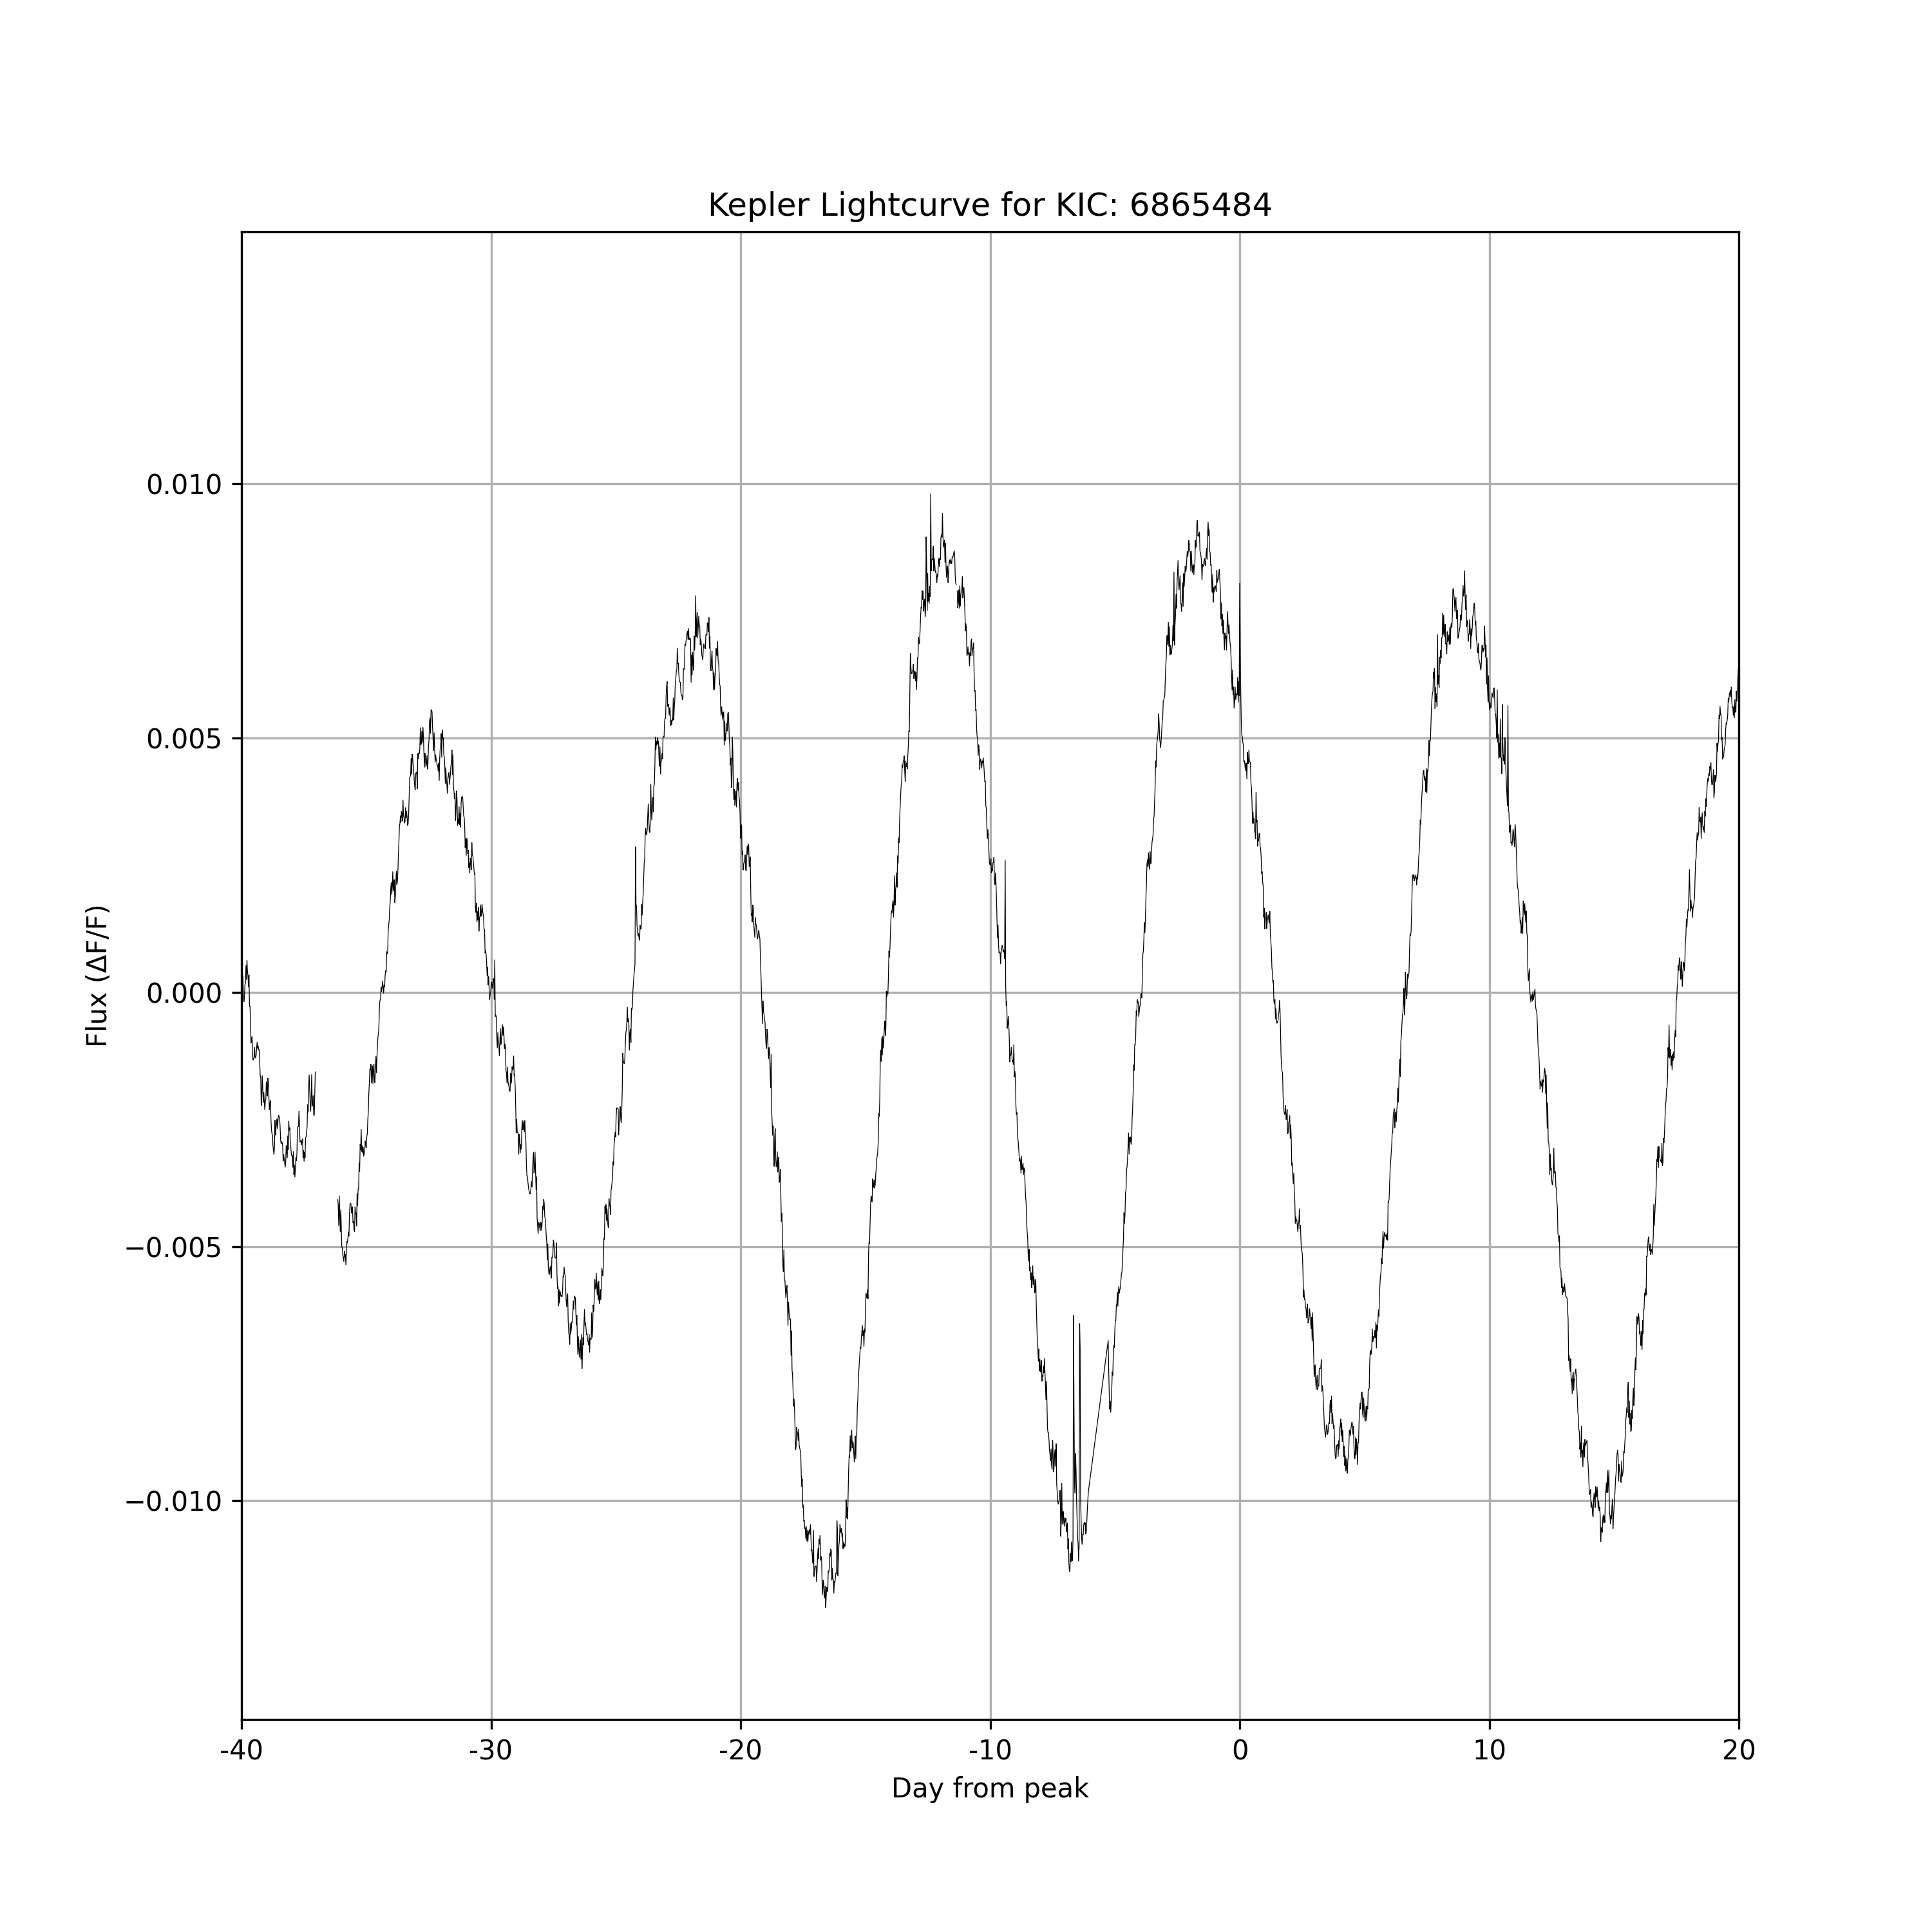 Kepler Lightcurve for KIC: 6865484
0.010
0.005
0.000
−0.005
−0.010
Flux (ΔF/F)
-40 -30 -20 -10 0 10 20
Day from peak